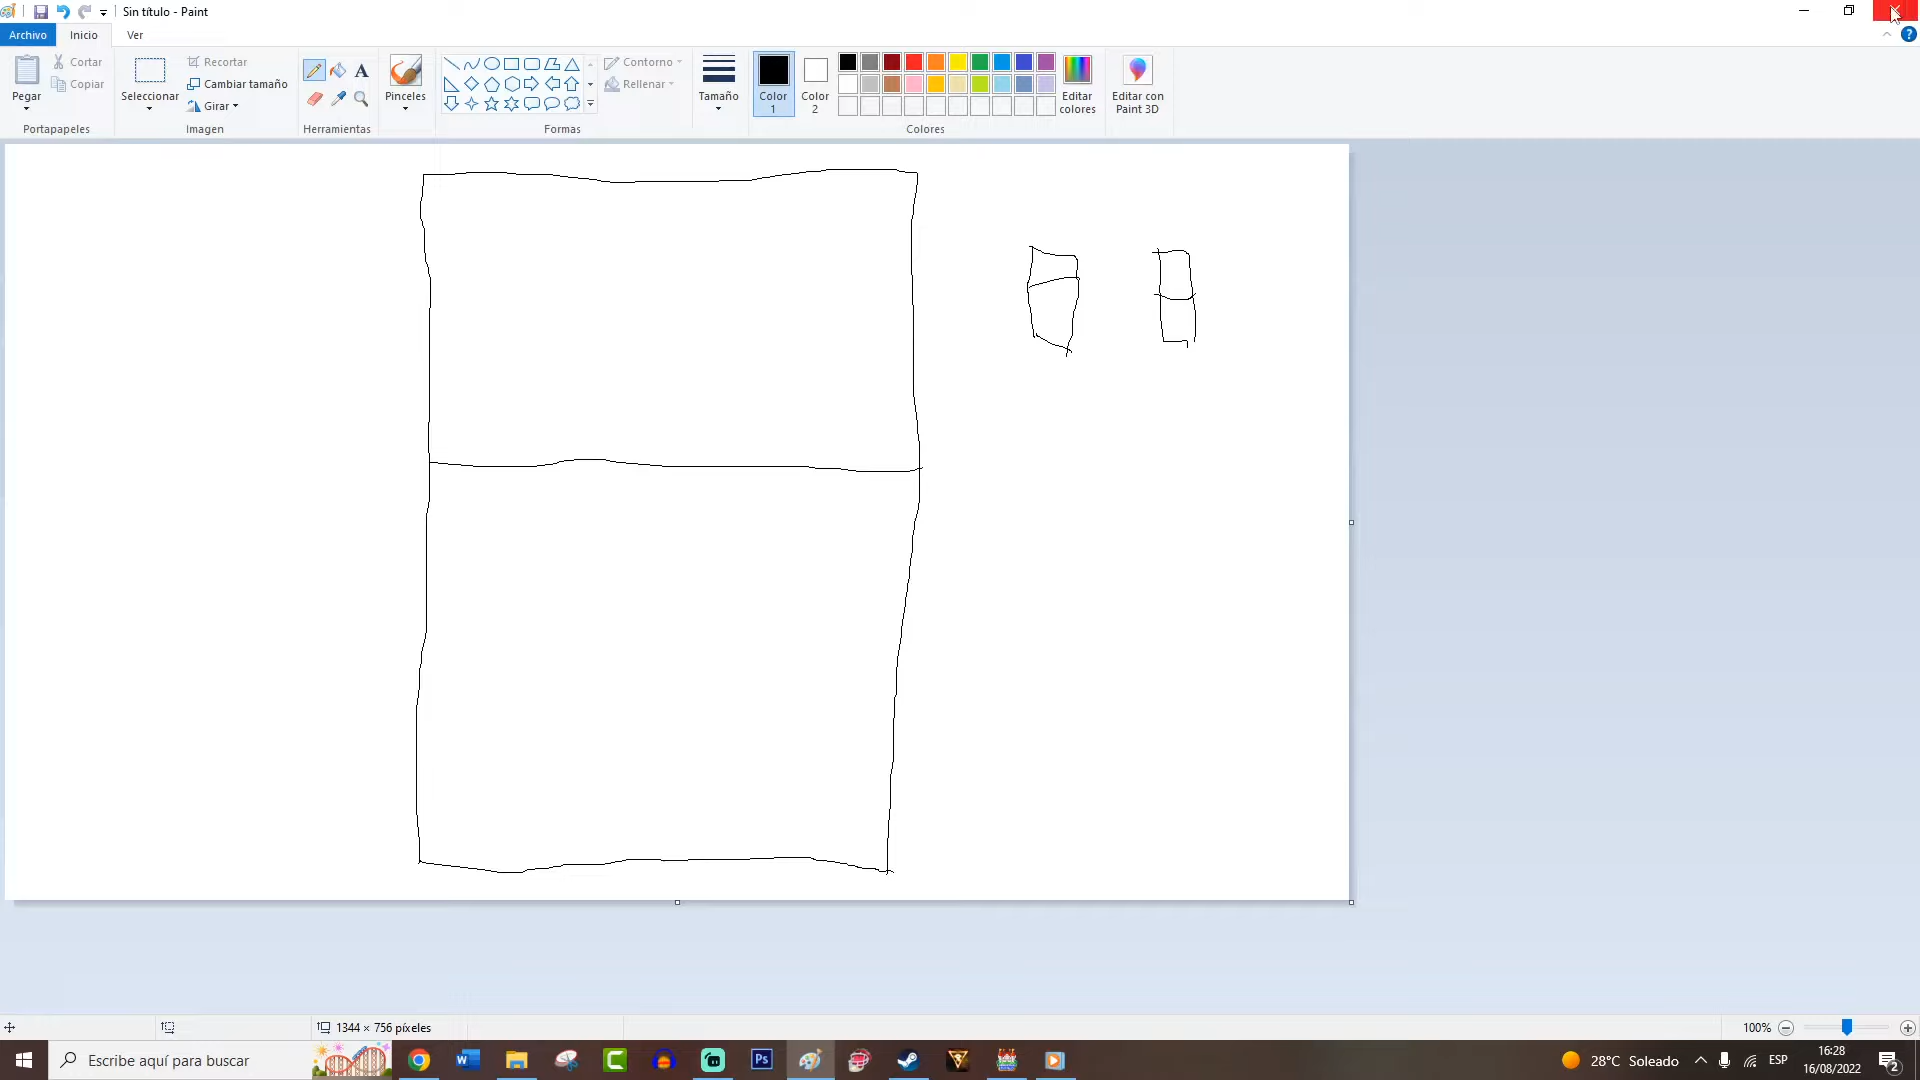 Sin título - Paint
Archivo Inicio Ver
Pegar
Cortar
Copiar
Portapapeles
Seleccionar
Recortar
Cambiar tamaño
Girar
Imagen
A
Herramientas
Pinceles
Contorno
Rellenar
Formas
Tamaño
Color 1
Color 2
Editar colores
Colores
Editar con Paint 3D
1344 × 756 píxeles
100%
Escribe aquí para buscar
W
C
Ps
28°C Soleado
ESP
16:28
16/08/2022
2